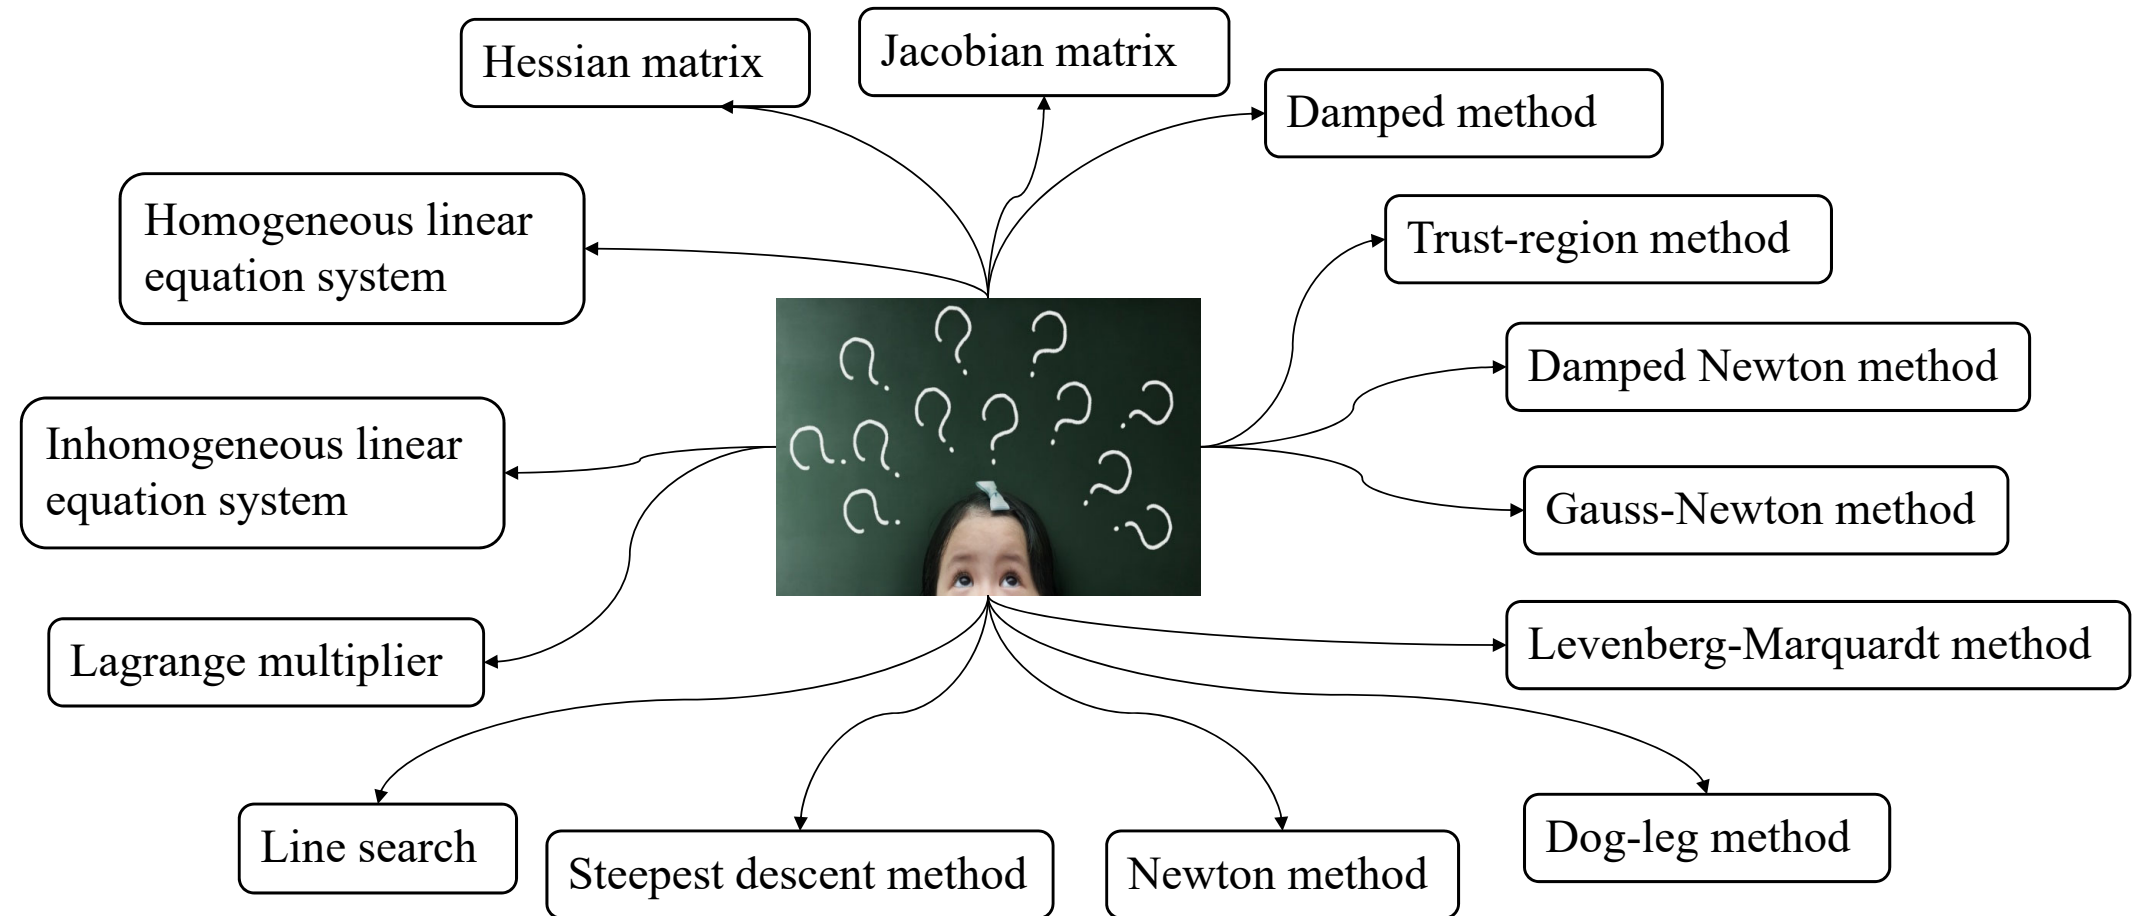 Hessian matrix
Jacobian matrix
Damped method
Homogeneous linear
equation system
Trust-region method
Damped Newton method
Inhomogeneous linear
equation system
Gauss-Newton method
Lagrange multiplier
Levenberg-Marquardt method
Line search
Steepest descent method
Newton method
Dog-leg method
? ? ? ? ? ? ? ? ? ? ? ? ?